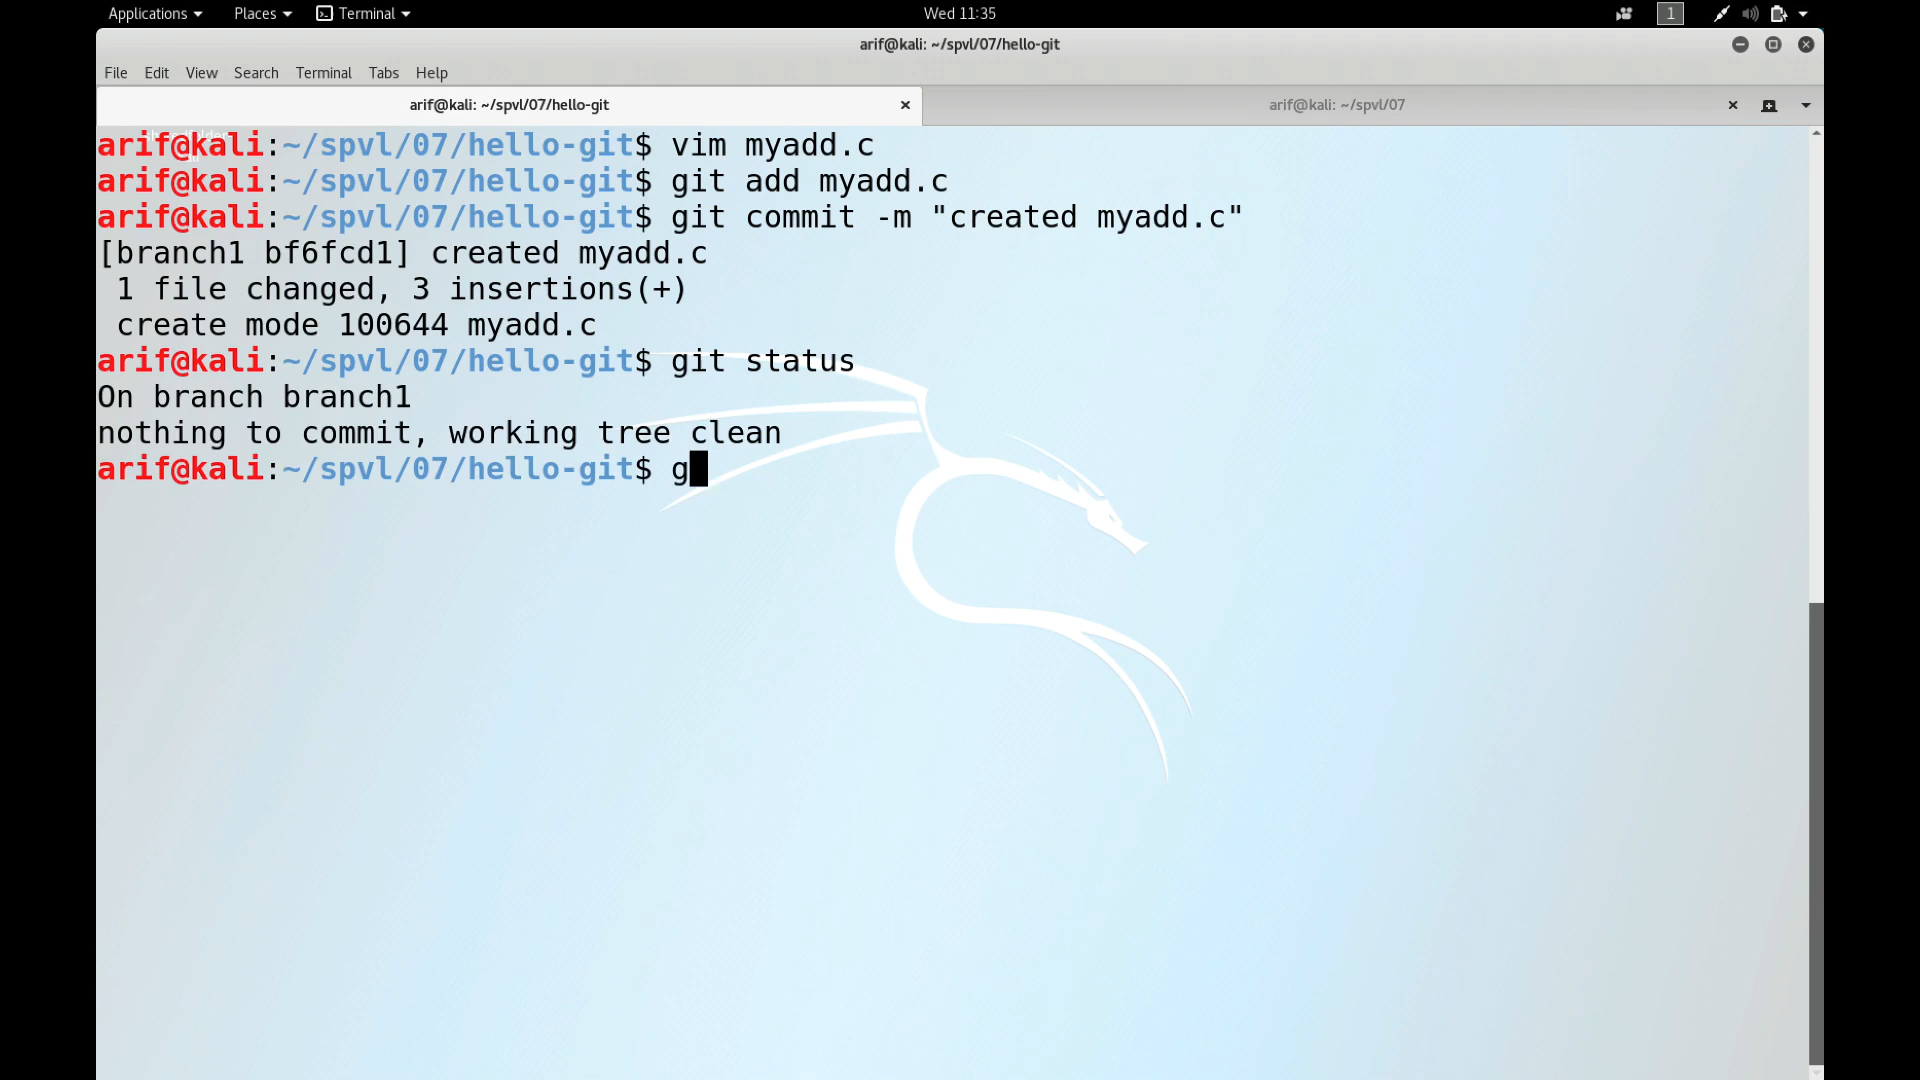 Applications Places Terminal Wed 11:35 1
arif@kali: ~/spvl/07/hello-git
File Edit View Search Terminal Tabs Help
arif@kali: ~/spvl/07/hello-git arif@kali: ~/spvl/07
arif@kali:~/spvl/07/hello-git$ vim myadd.c
arif@kali:~/spvl/07/hello-git$ git add myadd.c
arif@kali:~/spvl/07/hello-git$ git commit -m "created myadd.c"
[branch1 bf6fcd1] created myadd.c
 1 file changed, 3 insertions(+)
 create mode 100644 myadd.c
arif@kali:~/spvl/07/hello-git$ git status
On branch branch1
nothing to commit, working tree clean
arif@kali:~/spvl/07/hello-git$ g